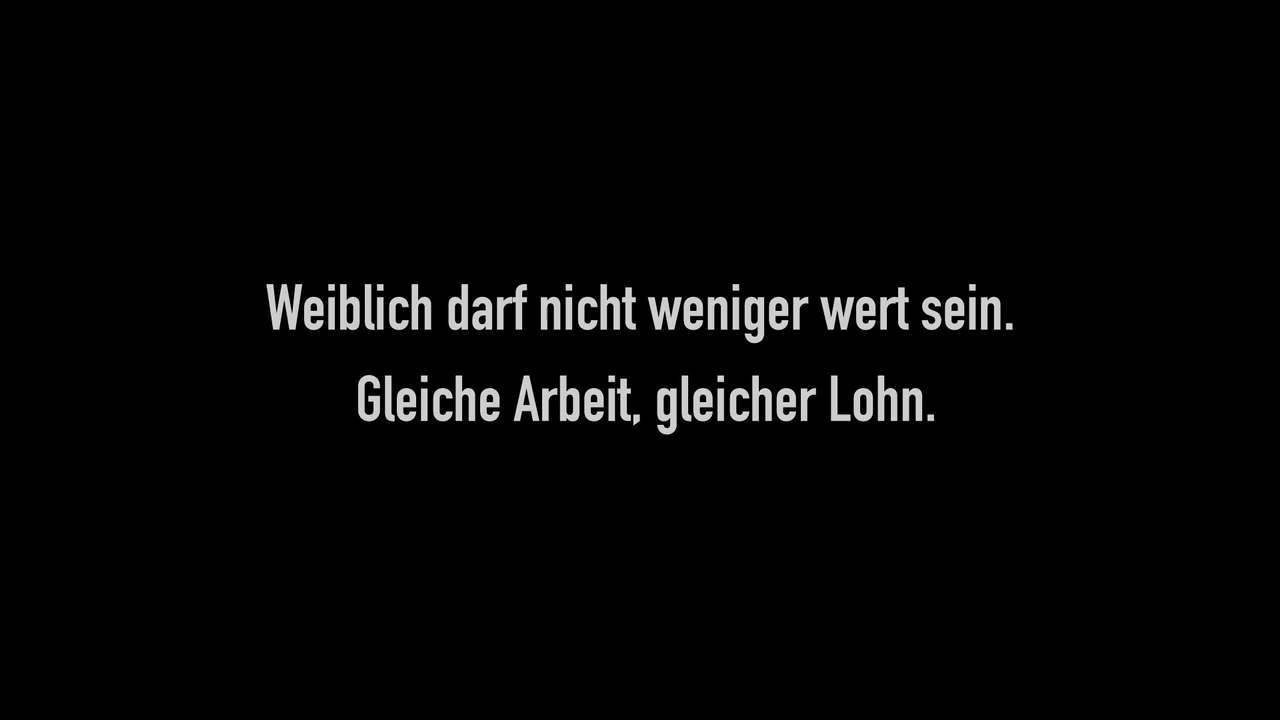 Weiblich darf nicht weniger wert sein.
Gleiche Arbeit, gleicher Lohn.